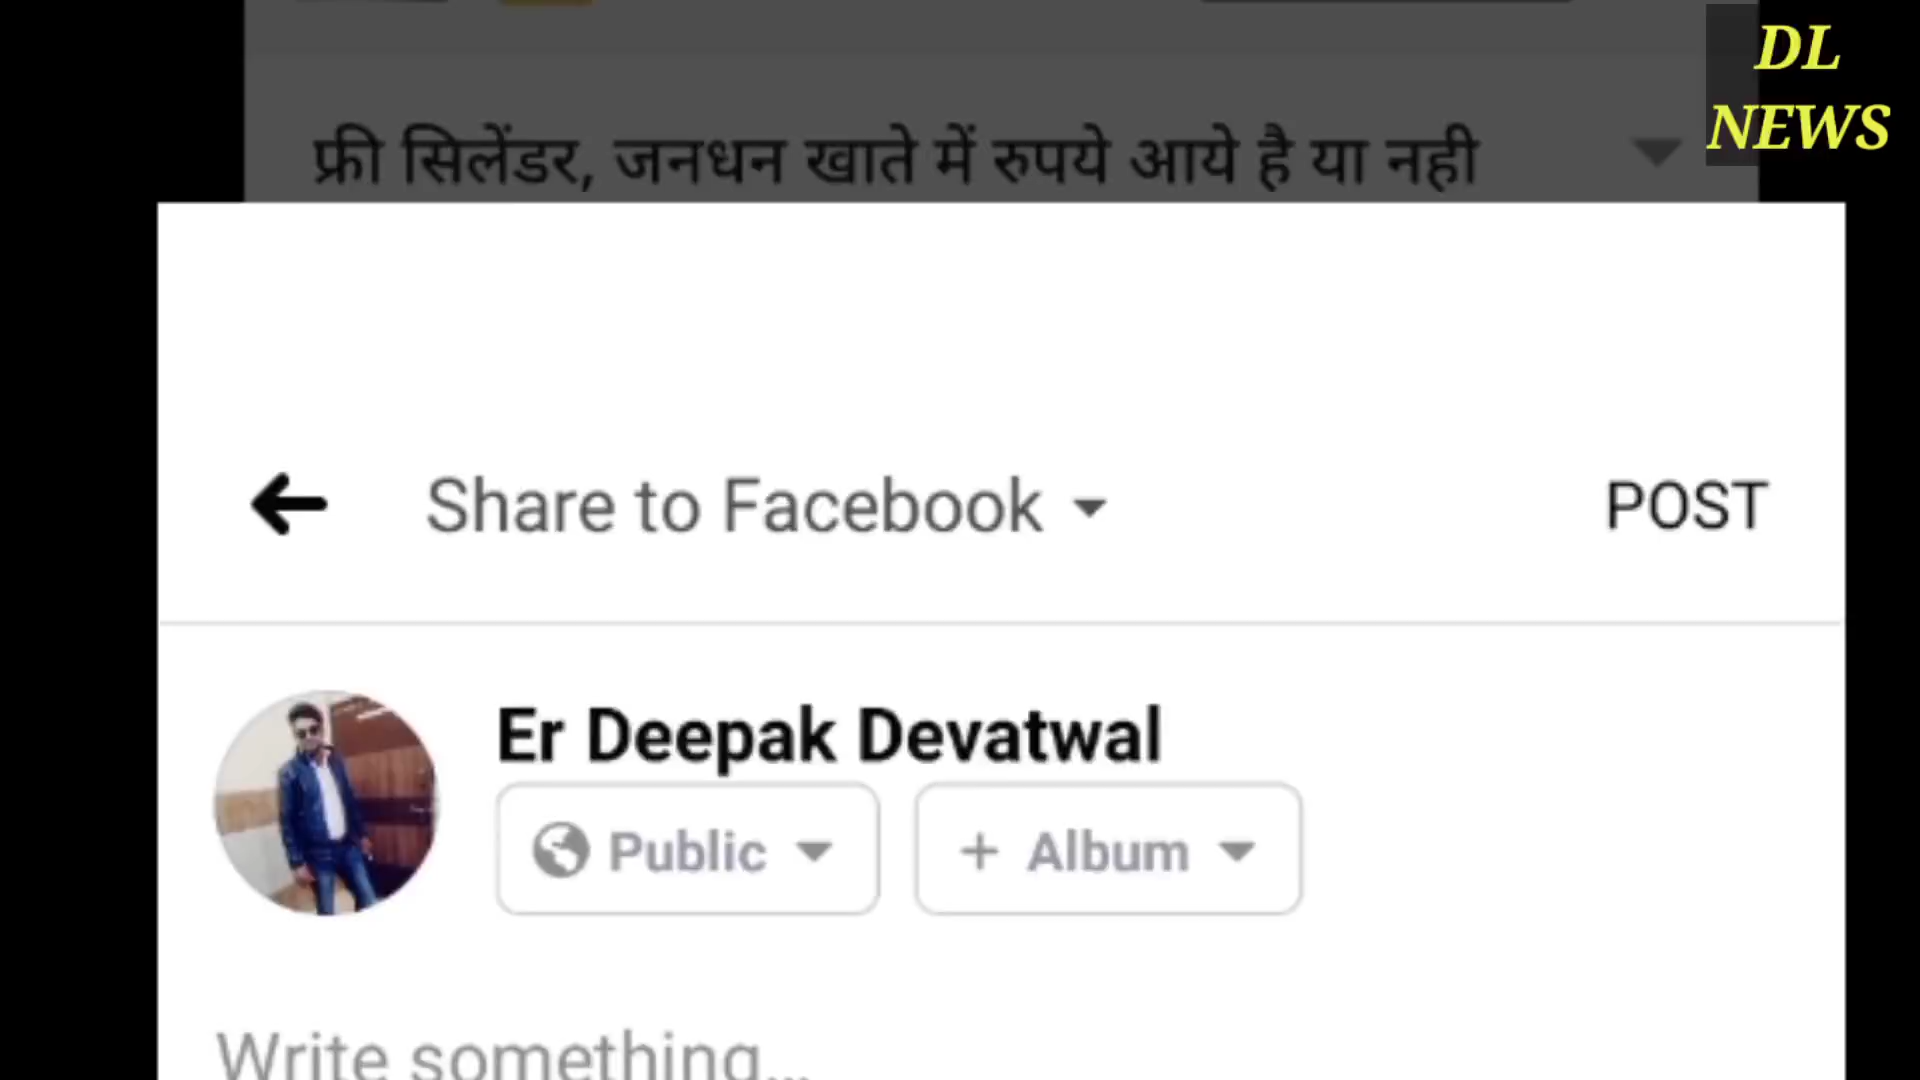 DL
NEWS
फ्री सिलेंडर, जनधन खाते में रुपये आये है या नही
Share to Facebook
POST
Er Deepak Devatwal
Public
+ Album
Write something...